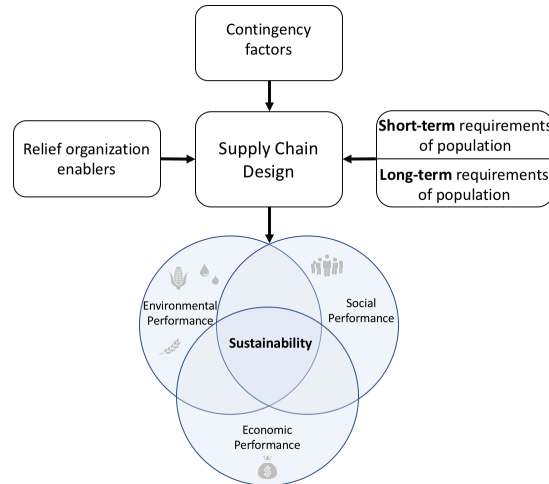 Contingency
factors
Relief organization
enablers
Supply Chain
Design
Short-term requirements
of population
Long-term requirements
of population
Environmental
Performance
Social
Performance
Sustainability
Economic
Performance
$